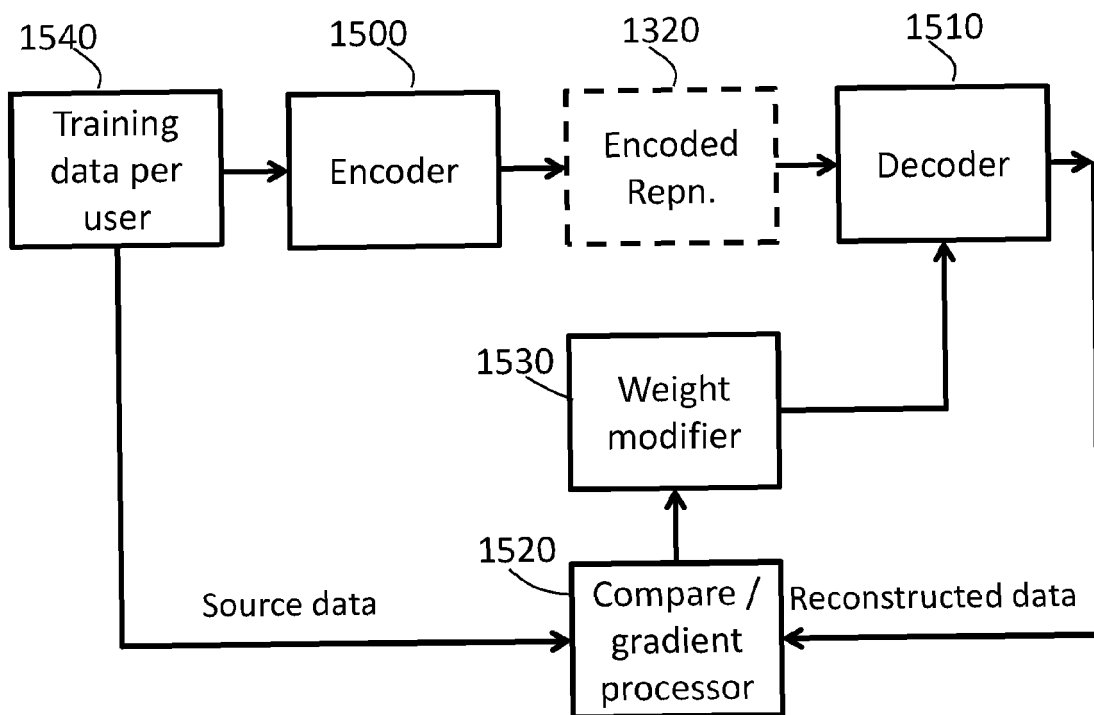 1540
1500
1320
1510
Training
data per
user
Encoder
Encoded
Repn.
Decoder
1530
Weight
modifier
1520
Compare /
gradient
processor
Source data
Reconstructed data